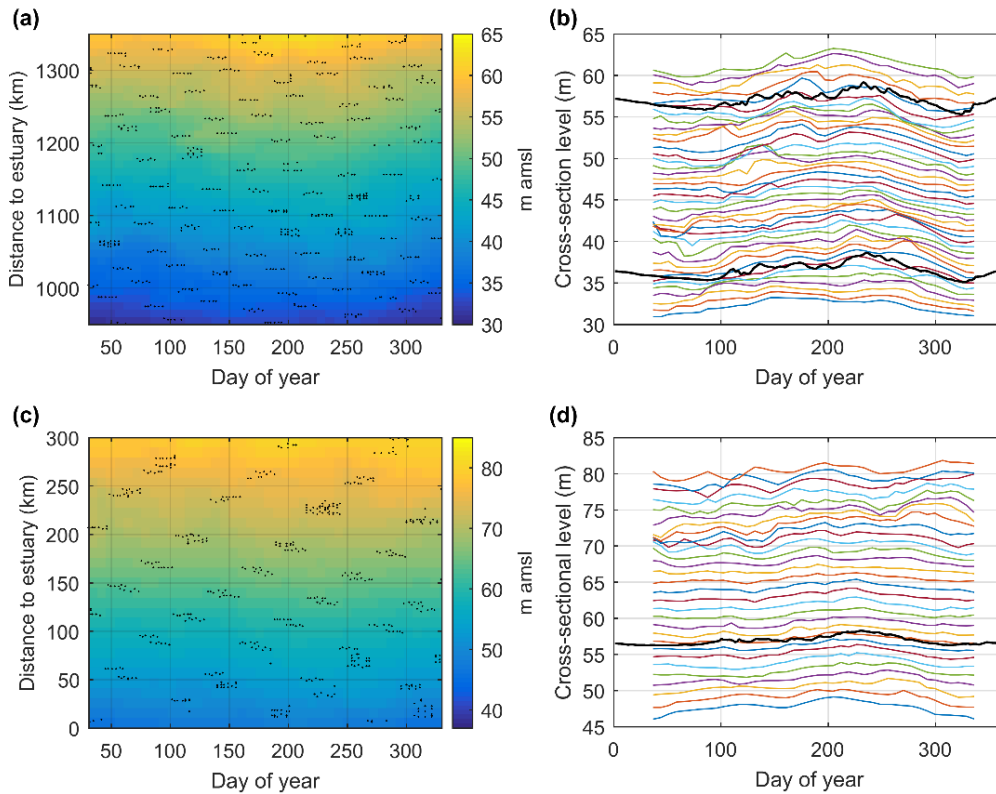 (a)
Distance to estuary (km)
1300
1200
1100
1000
50 100 150 200 250 300
Day of year
65
60
55
50
45
40
35
30
m amsl
(b)
Cross-section level (m)
65
60
55
50
45
40
35
30
0 100 200 300
Day of year
(c)
Distance to estuary (km)
300
250
200
150
100
50
0
50 100 150 200 250 300
Day of year
80
70
60
50
40
m amsl
(d)
Cross-sectional level (m)
85
80
75
70
65
60
55
50
45
0 100 200 300
Day of year